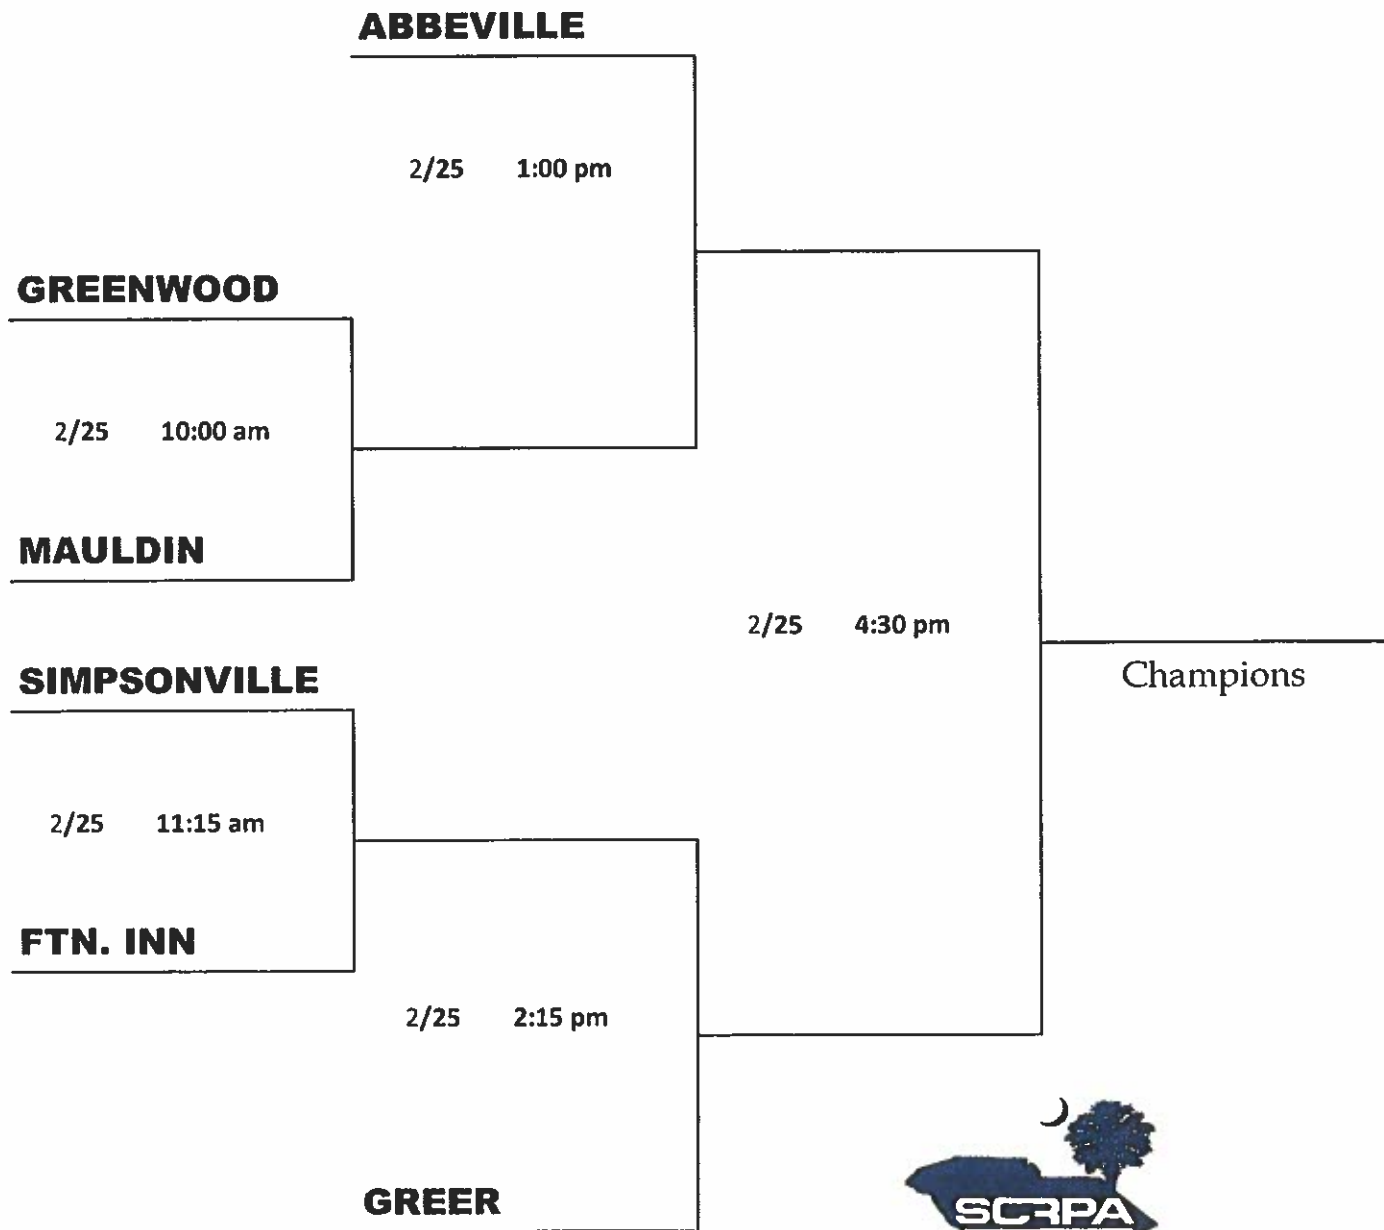 ABBEVILLE
2/25 1:00 pm
GREENWOOD
2/25 10:00 am
MAULDIN
2/25 4:30 pm
SIMPSONVILLE
Champions
2/25 11:15 am
FTN. INN
2/25 2:15 pm
GREER
SCRPA